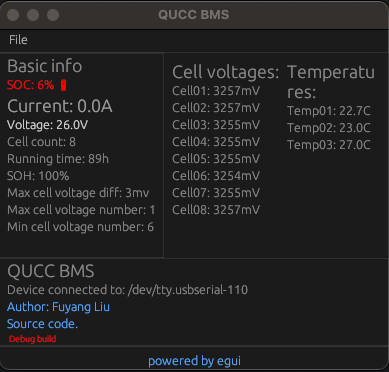 QUCC BMS
File
Basic info
SOC: 6%
Current: 0.0A
Voltage: 26.0V
Cell count: 8
Running time: 89h
SOH: 100%
Max cell voltage diff: 3mv
Max cell voltage number: 1
Min cell voltage number: 6
Cell voltages:
Cell01: 3257mV
Cell02: 3257mV
Cell03: 3255mV
Cell04: 3255mV
Cell05: 3255mV
Cell06: 3254mV
Cell07: 3255mV
Cell08: 3257mV
Temperatu
res:
Temp01: 22.7C
Temp02: 23.0C
Temp03: 27.0C
QUCC BMS
Device connected to: /dev/tty.usbserial-110
Author: Fuyang Liu
Source code.
Debug build
powered by egui